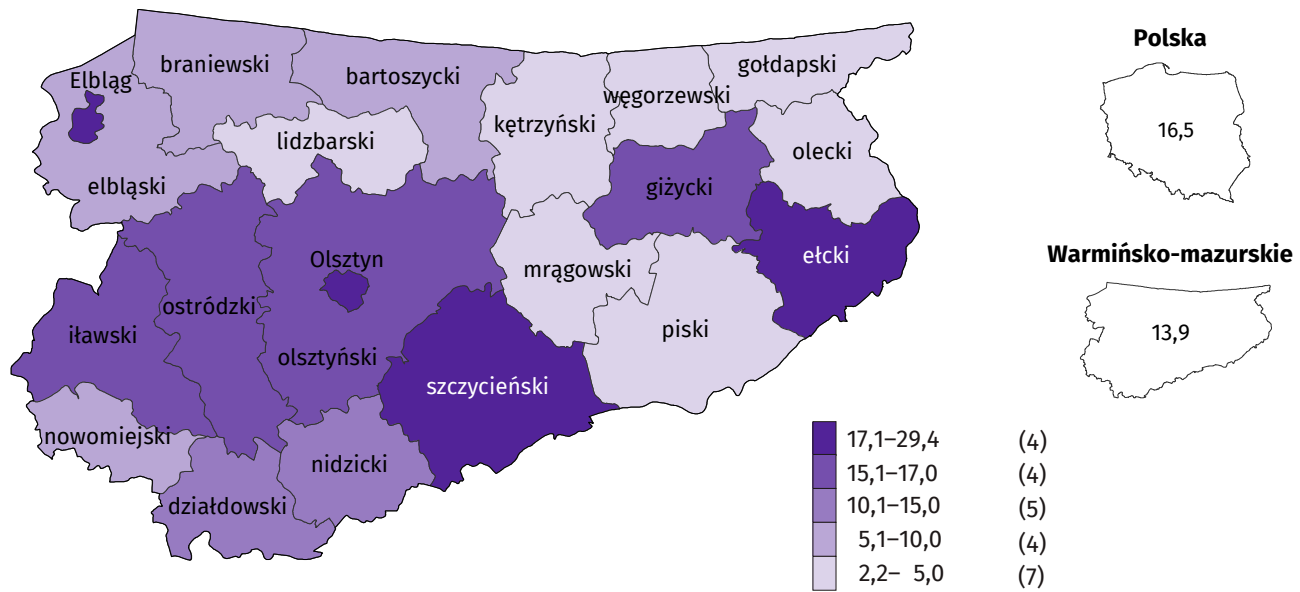 Elbląg
braniewski
bartoszycki
gołdapski
węgorzewski
kętrzyński
lidzbarski
olecki
elbląski
giżycki
Olsztyn
mrągowski
ełcki
ostródzki
iławski
piski
olsztyński
szczycieński
nowomiejski
nidzicki
działdowski
Polska
16,5
Warmińsko-mazurskie
13,9
17,1–29,4 (4)
15,1–17,0 (4)
10,1–15,0 (5)
5,1–10,0 (4)
2,2– 5,0 (7)